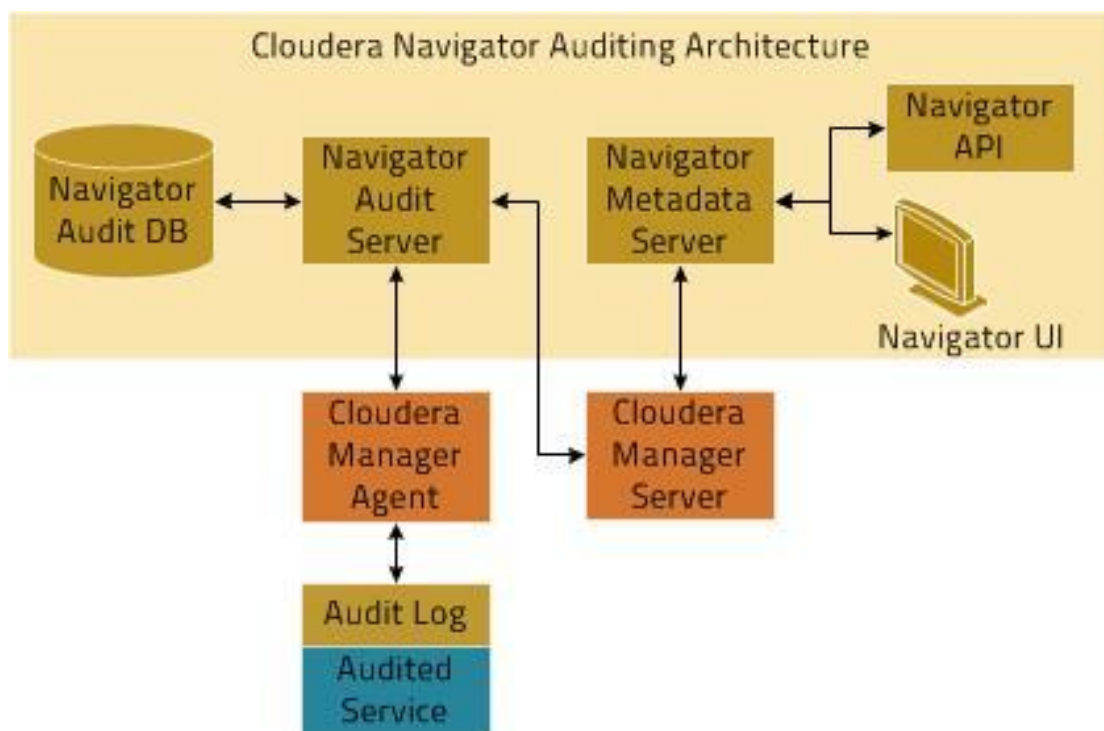 Cloudera Navigator Auditing Architecture
Navigator
Audit DB
Navigator
Audit
Server
Navigator
Metadata
Server
Navigator
API
Navigator UI
Cloudera
Manager
Agent
Cloudera
Manager
Server
Audit Log
Audited
Service